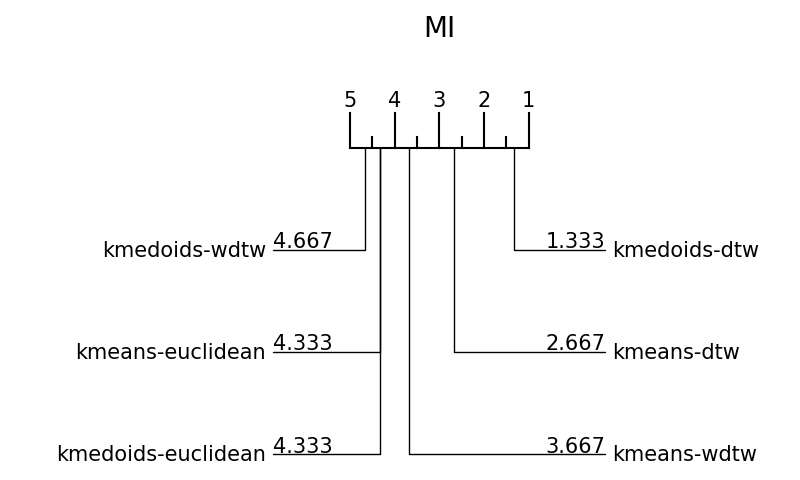 MI
5 4 3 2 1
kmedoids-wdtw 4.667 1.333 kmedoids-dtw
kmeans-euclidean 4.333 2.667 kmeans-dtw
kmedoids-euclidean 4.333 3.667 kmeans-wdtw